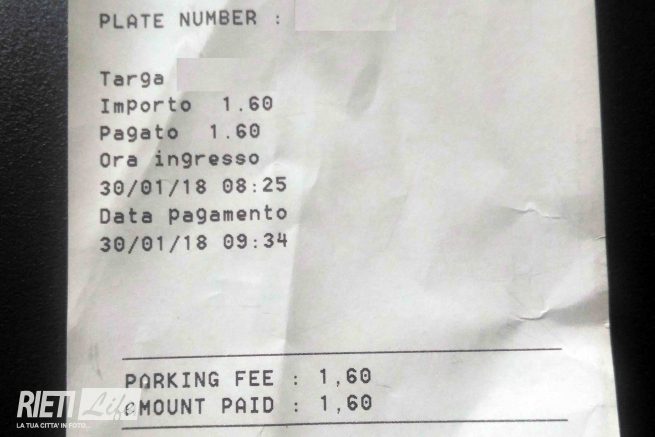 PLATE NUMBER :
Targa
Importo 1.60
Pagato 1.60
Ora ingresso
30/01/18 08:25
Data pagamento
30/01/18 09:34
PARKING FEE : 1,60
AMOUNT PAID : 1,60
RIETI Life
LA TUA CITTA' IN FOTO...